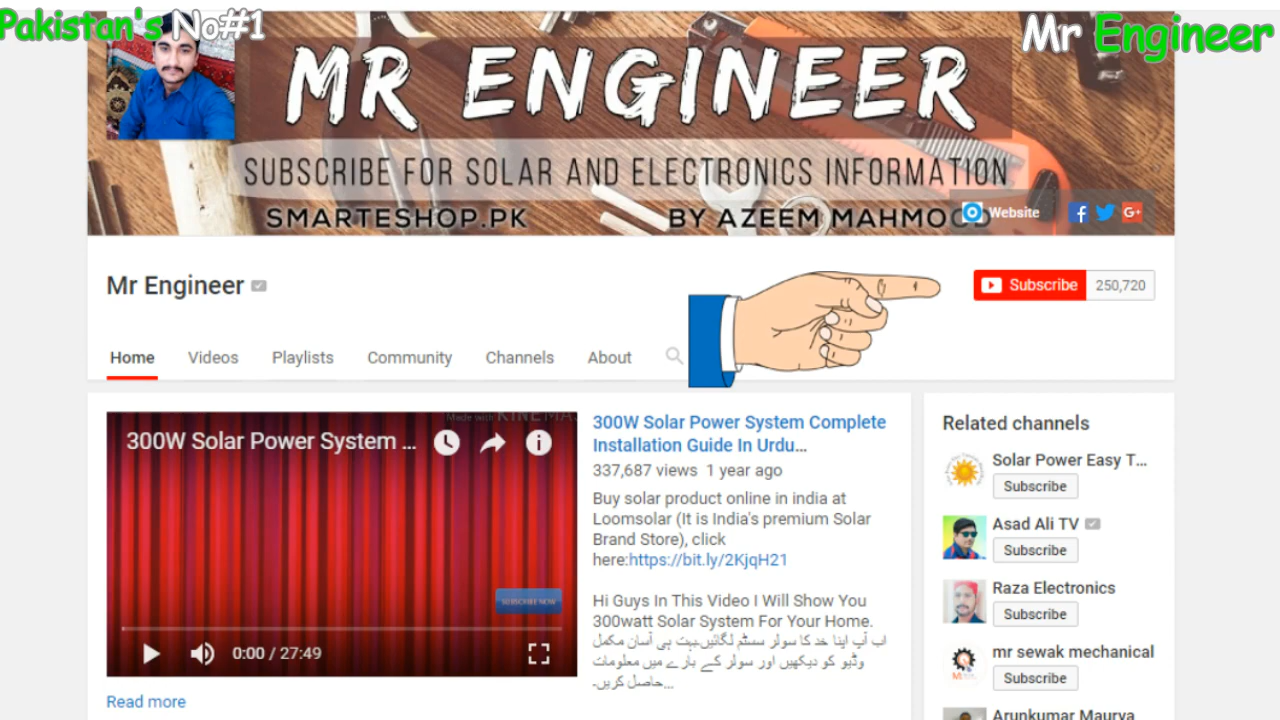 Pakistan's No#1
Mr Engineer
MR ENGINEER
SUBSCRIBE FOR SOLAR AND ELECTRONICS INFORMATION
SMARTESHOP.PK
BY AZEEM MAHMOOD
Website
Mr Engineer
Subscribe 250,720
Home Videos Playlists Community Channels About
Made with KINEMAS
300W Solar Power System ...
SUBSCRIBE NOW
0:00 / 27:49
300W Solar Power System Complete
Installation Guide In Urdu...
337,687 views 1 year ago
Buy solar product online in india at
Loomsolar (It is India's premium Solar
Brand Store), click
here:https://bit.ly/2KjqH21
Hi Guys In This Video I Will Show You
300watt Solar System For Your Home.
اب آپ اپنا خد کا سولر سسٹم لگائیں.بہت ہی آسان مکمل
وڈیو کو دیکھیں اور سولر کے بارے میں معلومات
حاصل کریں۔...
Read more
Related channels
Solar Power Easy T...
Subscribe
Asad Ali TV
Subscribe
Raza Electronics
Subscribe
mr sewak mechanical
Subscribe
Arunkumar Maurya